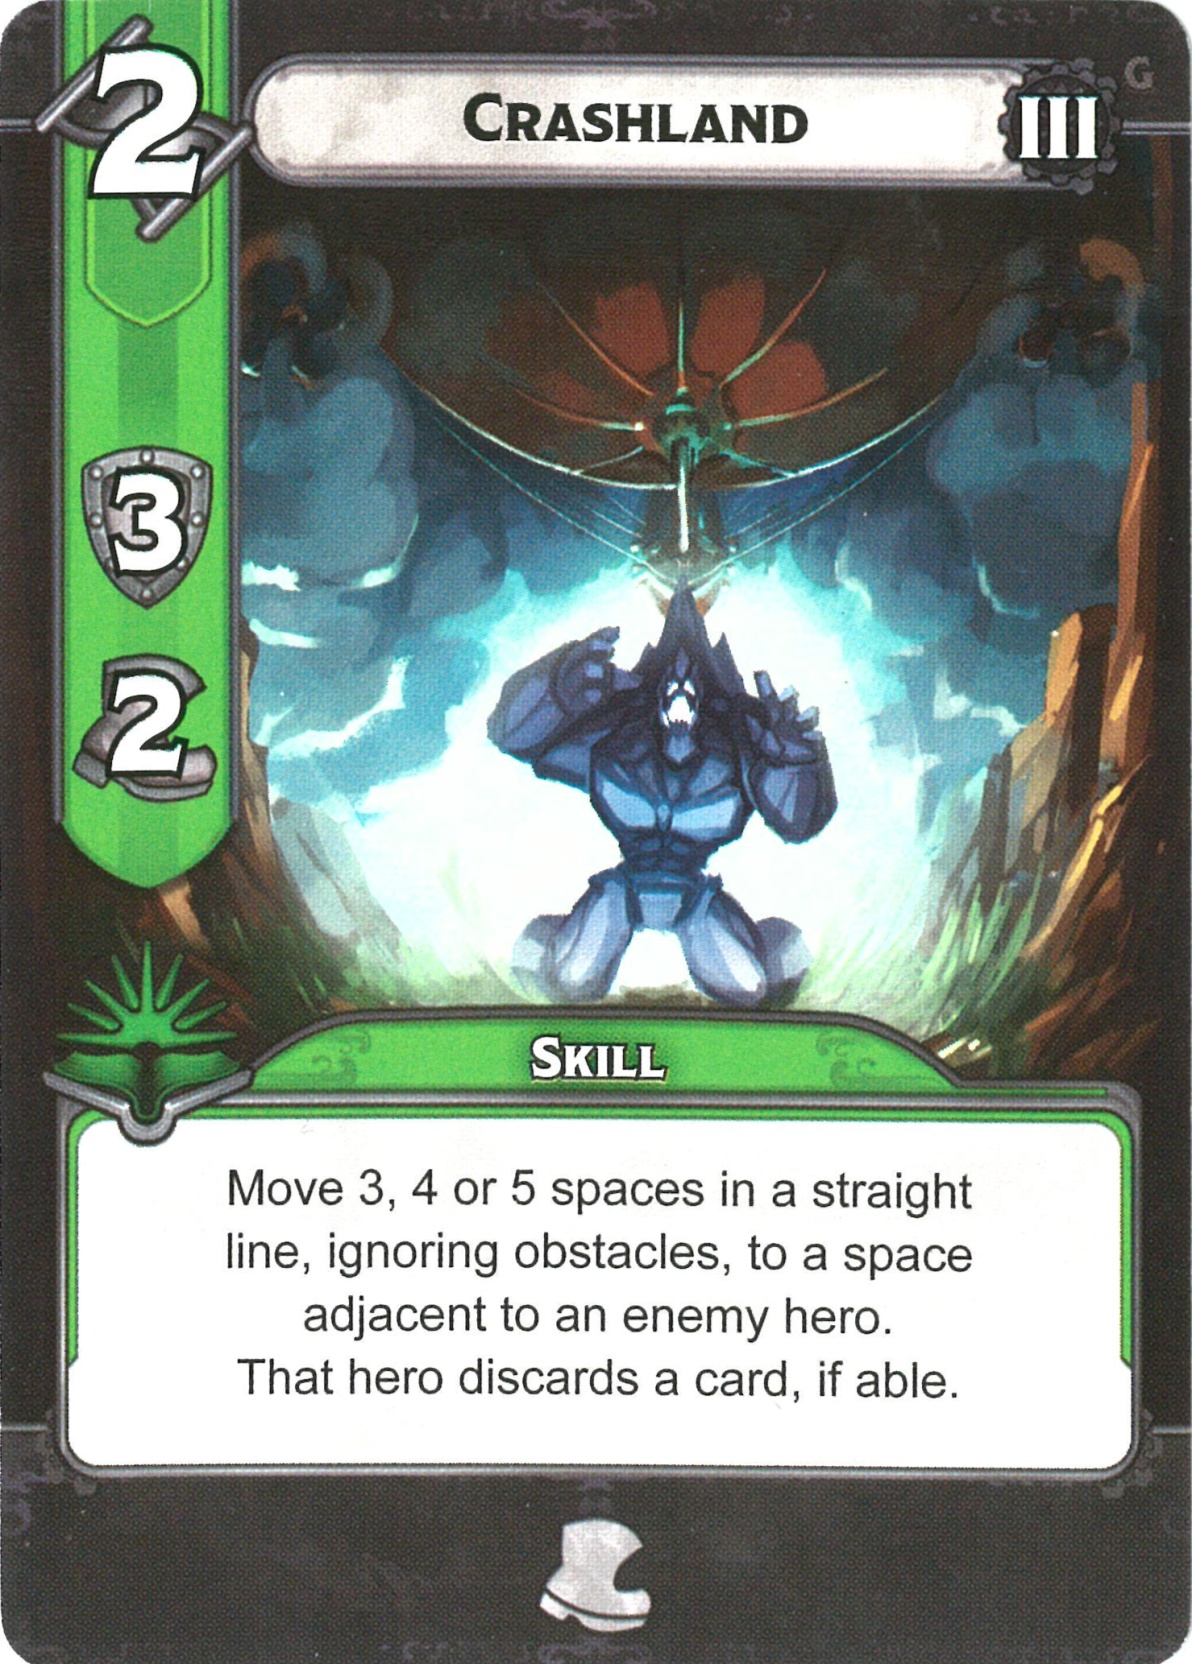 2
CRASHLAND
III
G
3
2
SKILL
Move 3, 4 or 5 spaces in a straight
line, ignoring obstacles, to a space
adjacent to an enemy hero.
That hero discards a card, if able.